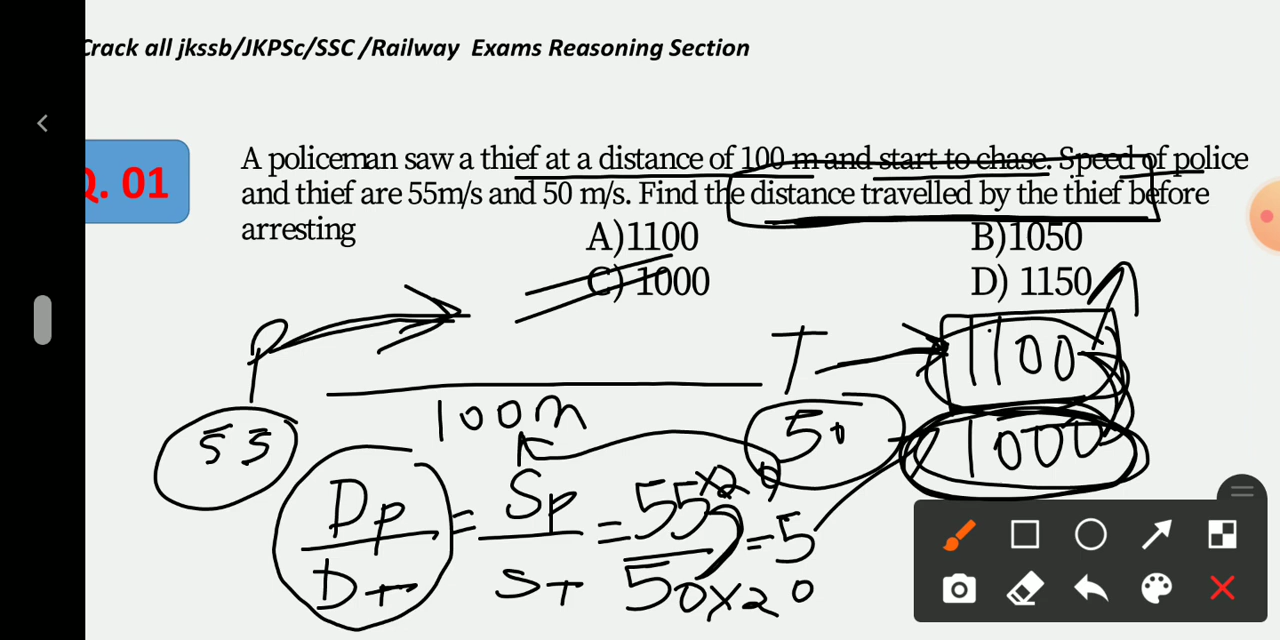 Crack all jkssb/JKPSc/SSC /Railway Exams Reasoning Section
Q. 01
A policeman saw a thief at a distance of 100 m and start to chase. Speed of police
and thief are 55m/s and 50 m/s. Find the distance travelled by the thief before
arresting
A)1100 B)1050
C) 1000 D) 1150
P T 1100
100m
55 50 1000
Dp/DT = Sp/ST = 55×20/50×20 = 5